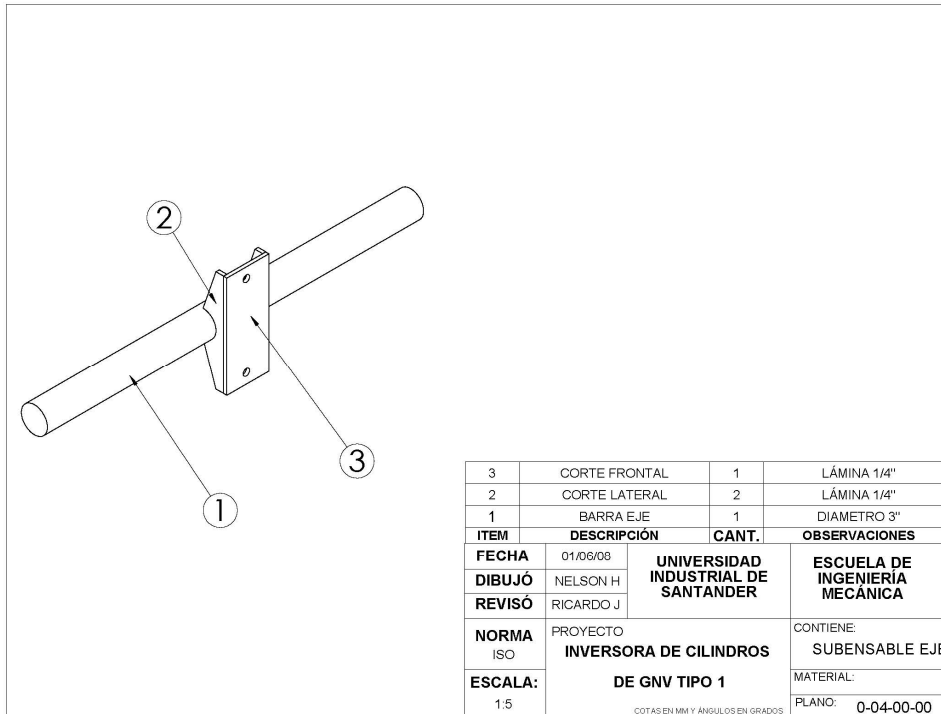 2
3
1
3 CORTE FRONTAL 1 LÁMINA 1/4"
2 CORTE LATERAL 2 LÁMINA 1/4"
1 BARRA EJE 1 DIAMETRO 3"
ITEM DESCRIPCIÓN CANT. OBSERVACIONES
FECHA 01/06/08
DIBUJÓ NELSON H
REVISÓ RICARDO J
UNIVERSIDAD
INDUSTRIAL DE
SANTANDER
ESCUELA DE
INGENIERÍA
MECÁNICA
NORMA
ISO
ESCALA:
1:5
PROYECTO
INVERSORA DE CILINDROS
DE GNV TIPO 1
COTAS EN MM Y ÁNGULOS EN GRADOS
CONTIENE:
SUBENSABLE EJE
MATERIAL:
PLANO: 0-04-00-00